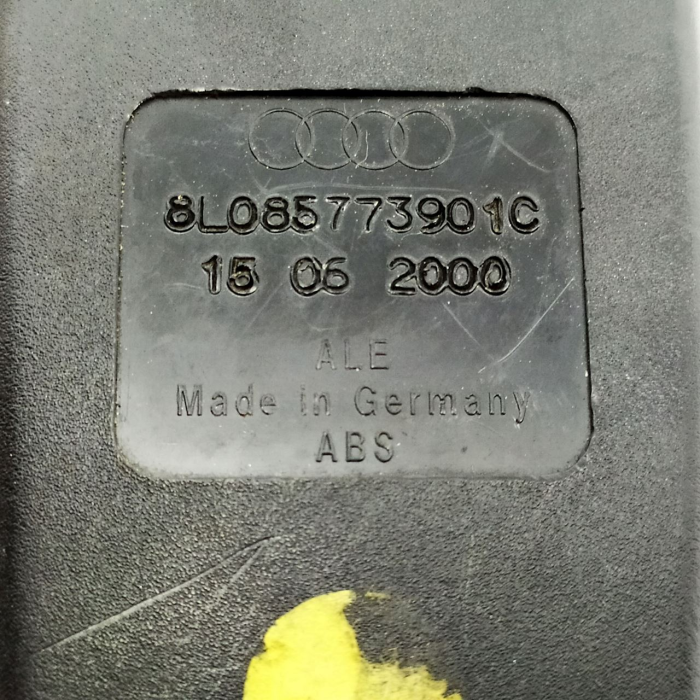 8L085773901C
15 06 2000
ALE
Made in Germany
ABS